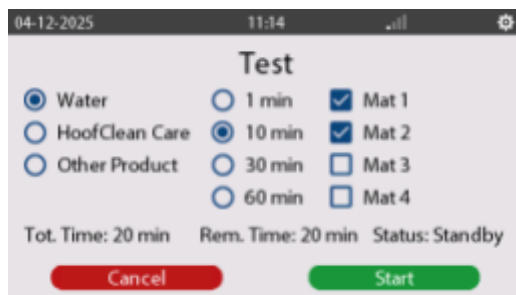 04-12-2025 11:14
Test
Water 1 min Mat 1
HoofClean Care 10 min Mat 2
Other Product 30 min Mat 3
60 min Mat 4
Tot. Time: 20 min Rem. Time: 20 min Status: Standby
Cancel Start